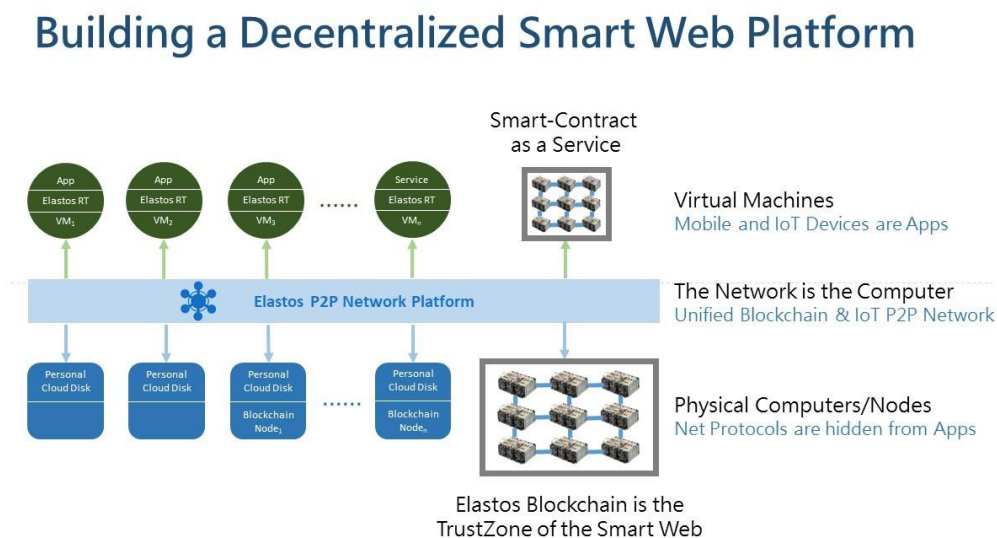 Building a Decentralized Smart Web Platform
Smart-Contract
as a Service
App
Elastos RT
VM₁
App
Elastos RT
VM₂
App
Elastos RT
VM₃
......
Service
Elastos RT
VMₙ
Virtual Machines
Mobile and IoT Devices are Apps
Elastos P2P Network Platform
The Network is the Computer
Unified Blockchain & IoT P2P Network
Personal
Cloud Disk
Personal
Cloud Disk
Personal
Cloud Disk
Blockchain
Node₁
......
Personal
Cloud Disk
Blockchain
Nodeₙ
Physical Computers/Nodes
Net Protocols are hidden from Apps
Elastos Blockchain is the
TrustZone of the Smart Web